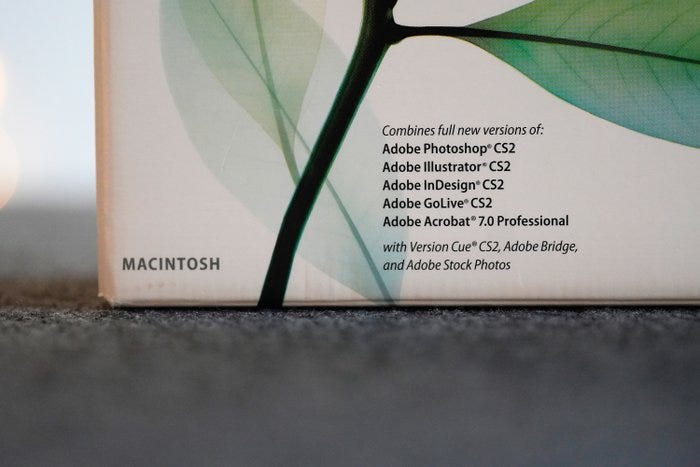 Combines full new versions of:
Adobe Photoshop® CS2
Adobe Illustrator® CS2
Adobe InDesign® CS2
Adobe GoLive® CS2
Adobe Acrobat® 7.0 Professional
with Version Cue® CS2, Adobe Bridge,
and Adobe Stock Photos
MACINTOSH